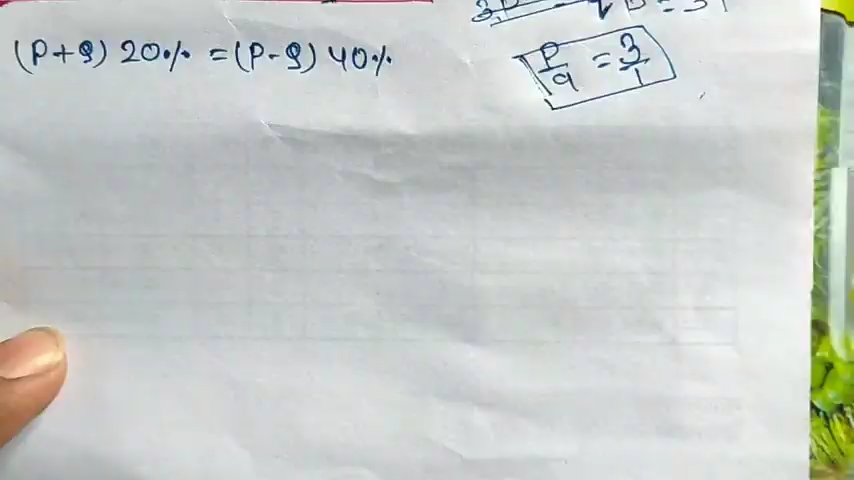 (P+Q) 20% = (P-Q) 40%
P/q = 3/1